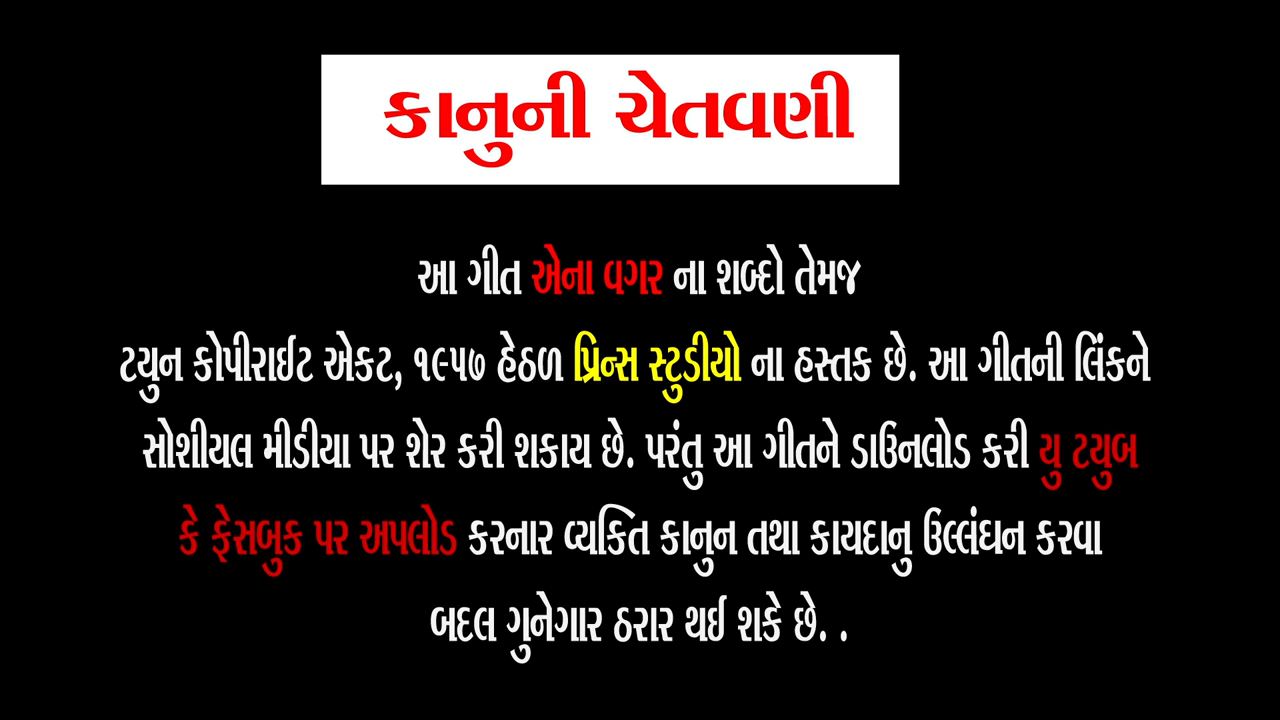 કાનુની ચેતવણી
આ ગીત એના વગર ના શબ્દો તેમજ
ટયુન કોપીરાઈટ એકટ, ૧૯૫૭ હેઠળ પ્રિન્સ સ્ટુડીયો ના હસ્તક છે. આ ગીતની લિંકને
સોશીયલ મીડીયા પર શેર કરી શકાય છે. પરંતુ આ ગીતને ડાઉનલોડ કરી યુ ટયુબ
કે ફેસબુક પર અપલોડ કરનાર વ્યકિત કાનુન તથા કાયદાનુ ઉલ્લંઘન કરવા
બદલ ગુનેગાર ઠરાર થઈ શકે છે. .